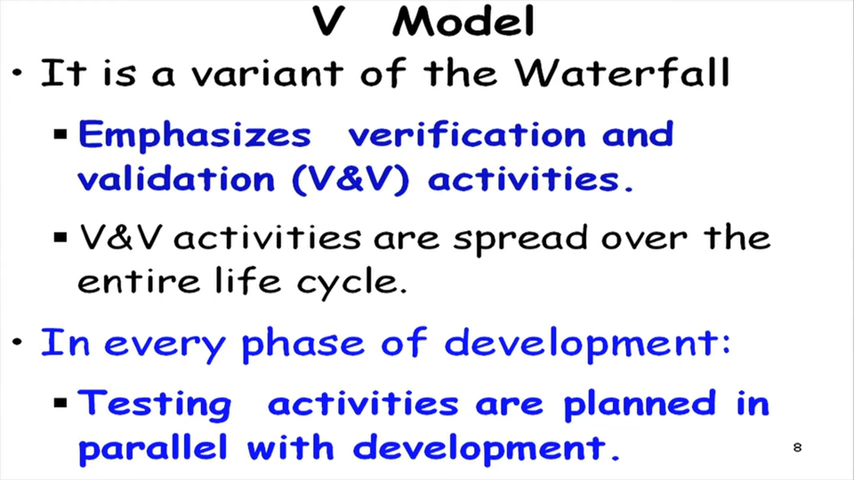 V Model
• It is a variant of the Waterfall
▪ Emphasizes verification and
validation (V&V) activities.
▪ V&V activities are spread over the
entire life cycle.
• In every phase of development:
▪ Testing activities are planned in
parallel with development.
8